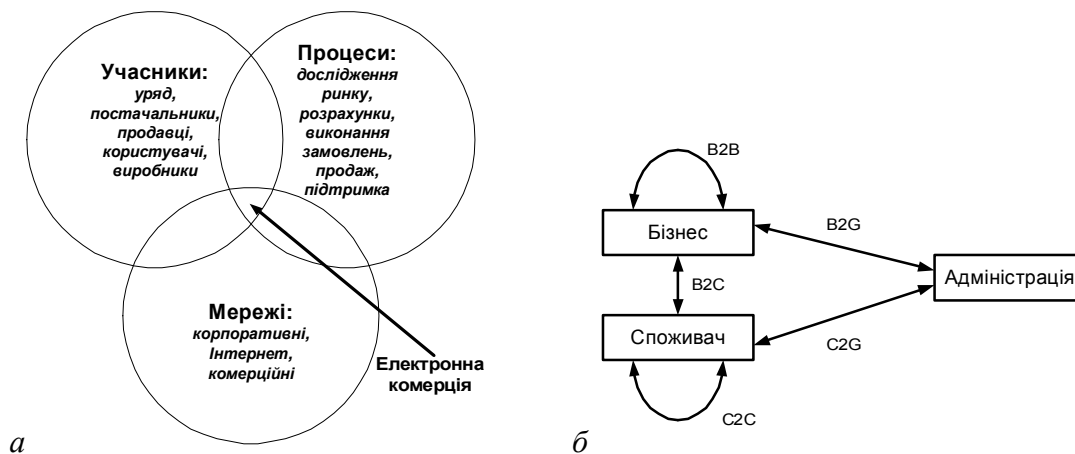 Учасники:
уряд,
постачальники,
продавці,
користувачі,
виробники
Процеси:
дослідження
ринку,
розрахунки,
виконання
замовлень,
продаж,
підтримка
Мережі:
корпоративні,
Інтернет,
комерційні
Електронна
комерція
а
B2B
Бізнес
B2G
Адміністрація
B2C
Споживач
C2G
C2C
б